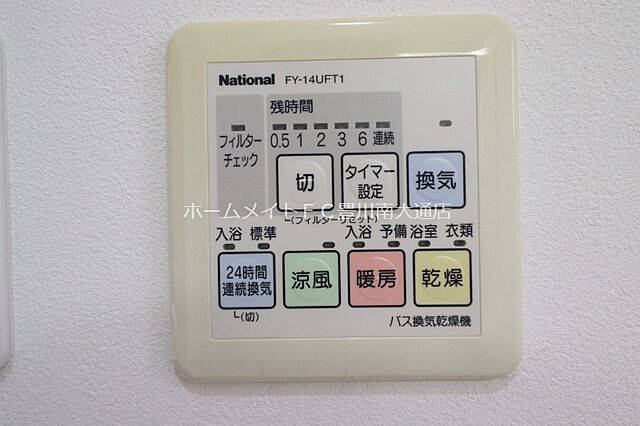 National FY-14UFT1
残時間
フィルター
チェック
0.5 1 2 3 6 連続
切
タイマー
設定
換気
ホームメイトFC豊川南大通店
└(フィルターリセット)
入浴 標準 入浴 予備 浴室 衣類
24時間
連続換気
涼風
暖房
乾燥
└(切)
バス換気乾燥機